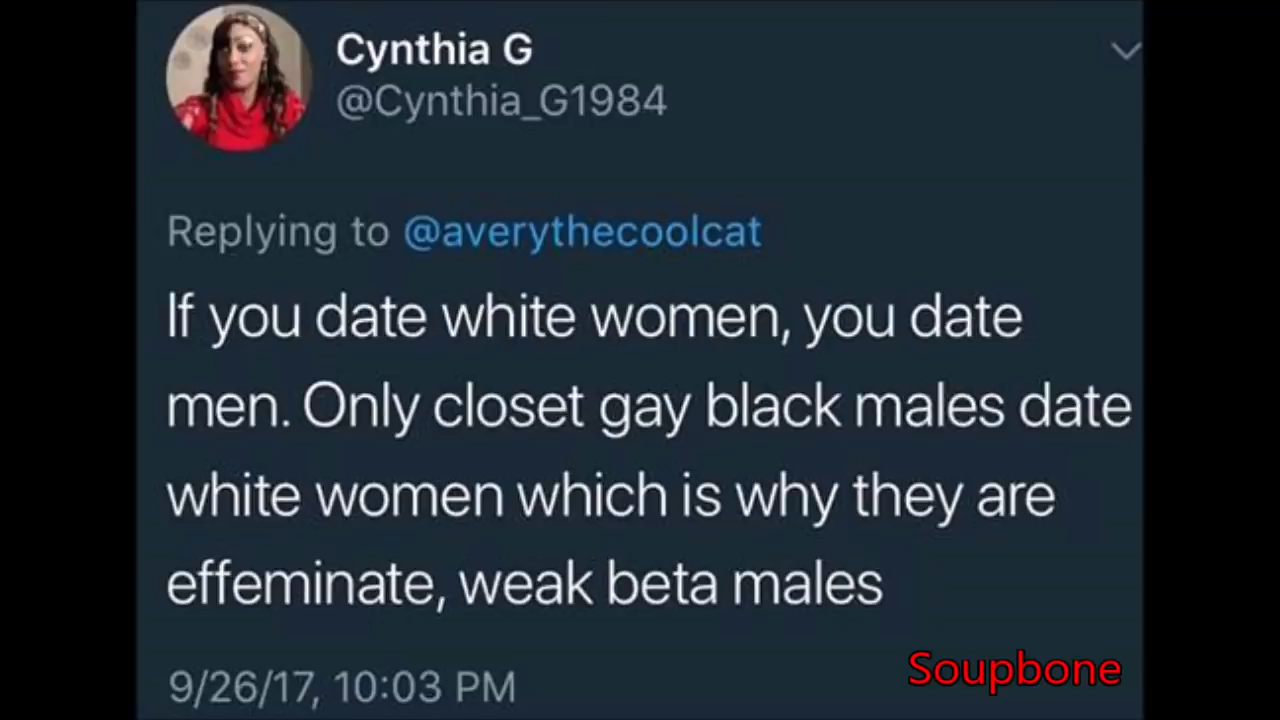 Cynthia G
@Cynthia_G1984
Replying to @averythecoolcat
If you date white women, you date
men. Only closet gay black males date
white women which is why they are
effeminate, weak beta males
9/26/17, 10:03 PM
Soupbone